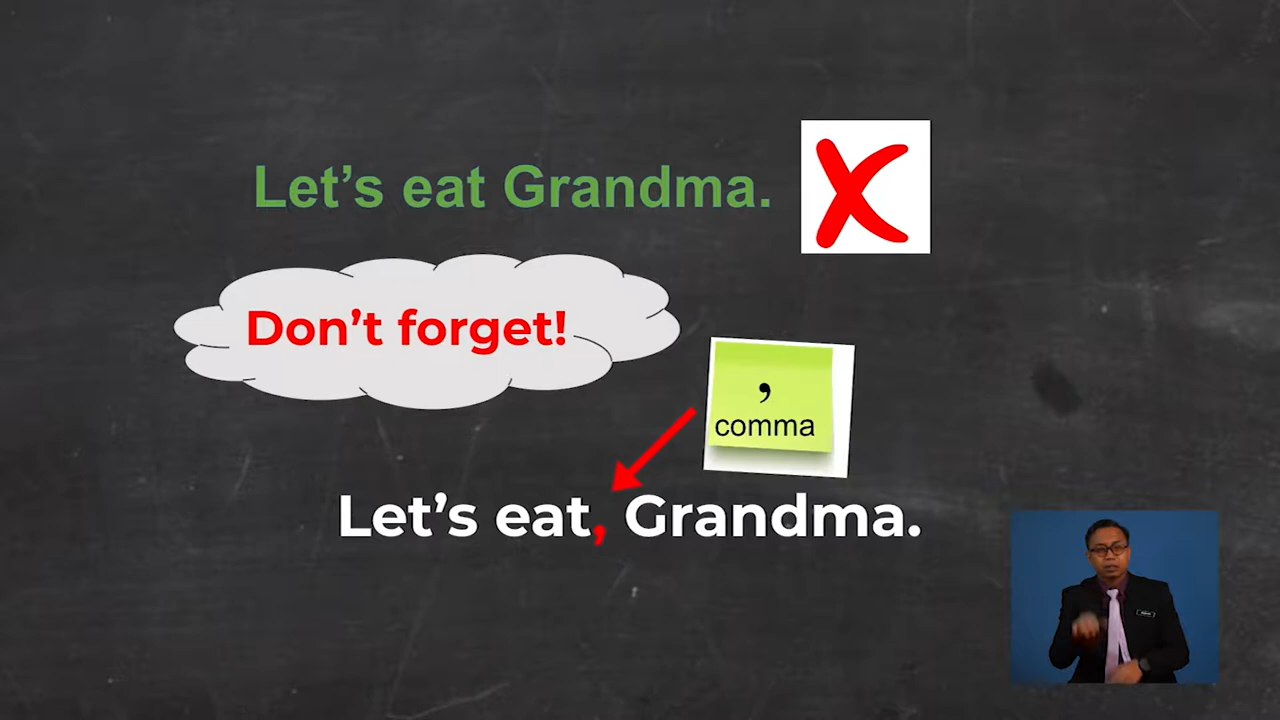 Let's eat Grandma.
Don't forget!
,
comma
Let's eat, Grandma.